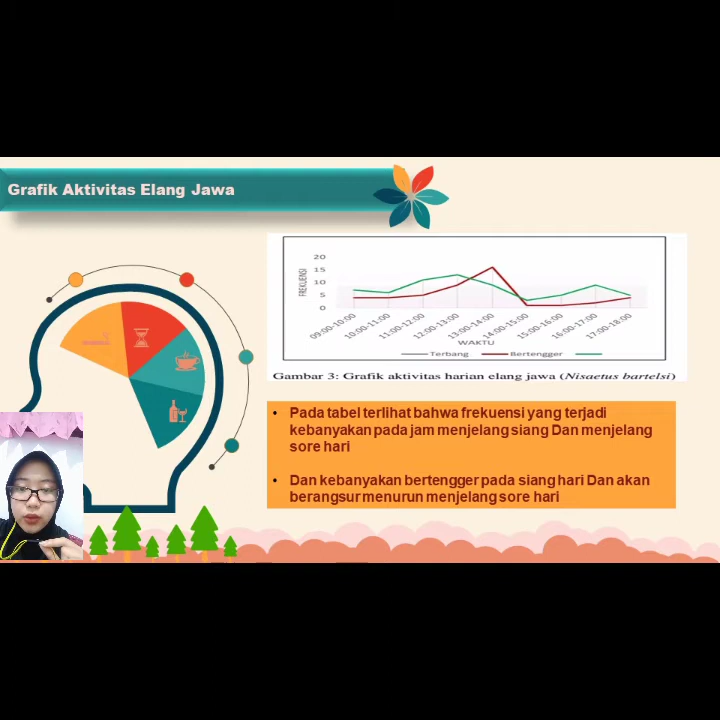 Grafik Aktivitas Elang Jawa
20
15
10
5
0
FREKUENSI
09:00-10:00
10:00-11:00
11:00-12:00
12:00-13:00
13:00-14:00
14:00-15:00
15:00-16:00
16:00-17:00
17:00-18:00
WAKTU
Terbang Bertengger
Gambar 3: Grafik aktivitas harian elang jawa (Nisaetus bartelsi)
• Pada tabel terlihat bahwa frekuensi yang terjadi
kebanyakan pada jam menjelang siang Dan menjelang
sore hari
• Dan kebanyakan bertengger pada siang hari Dan akan
berangsur menurun menjelang sore hari